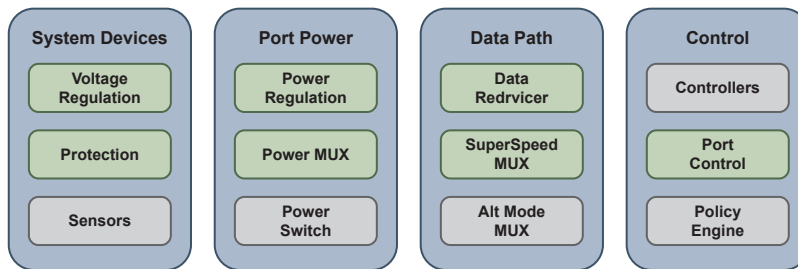 System Devices
Voltage
Regulation
Protection
Sensors
Port Power
Power
Regulation
Power MUX
Power
Switch
Data Path
Data
Redrvicer
SuperSpeed
MUX
Alt Mode
MUX
Control
Controllers
Port
Control
Policy
Engine